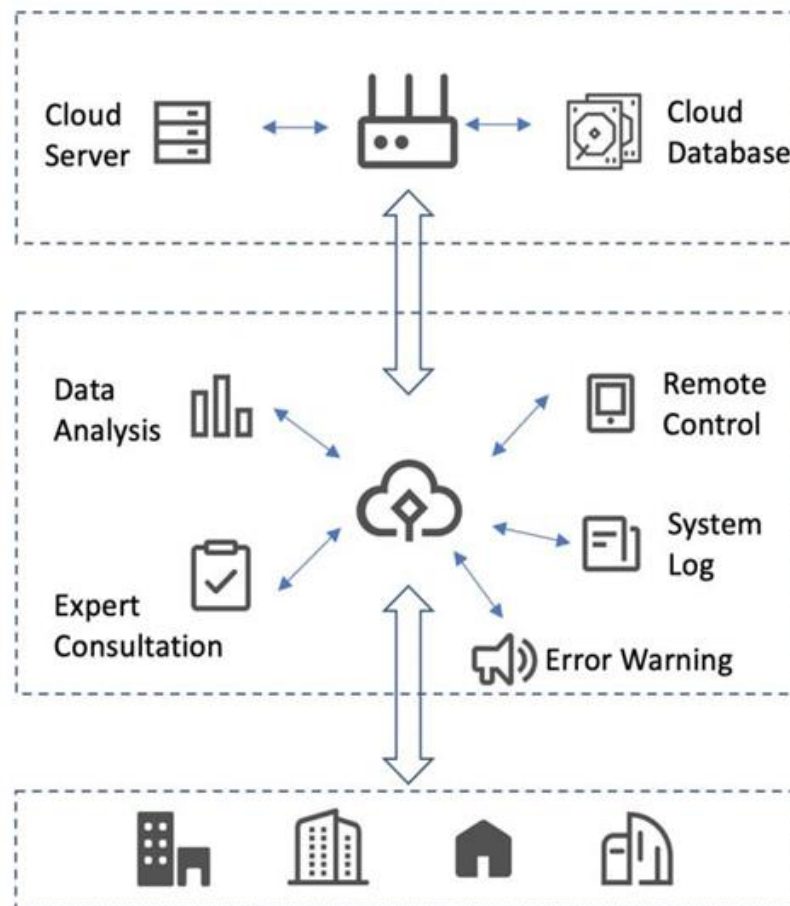 Cloud
Server
Cloud
Database
Data
Analysis
Remote
Control
System
Log
Expert
Consultation
Error Warning